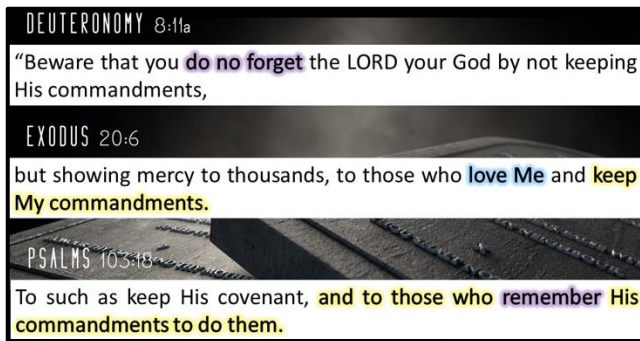 DEUTERONOMY 8:11a
“Beware that you do no forget the LORD your God by not keeping
His commandments,
EXODUS 20:6
but showing mercy to thousands, to those who love Me and keep
My commandments.
PSALMS 103:18
To such as keep His covenant, and to those who remember His
commandments to do them.